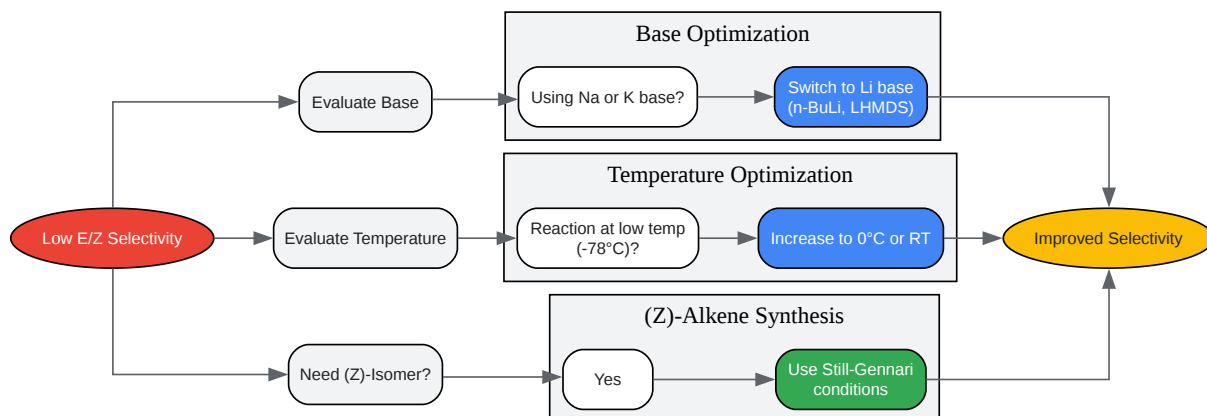 Base Optimization
Evaluate Base
Using Na or K base?
Switch to Li base
(n-BuLi, LHMDS)
Temperature Optimization
Low E/Z Selectivity
Evaluate Temperature
Reaction at low temp
(-78°C)?
Increase to 0°C or RT
Improved Selectivity
(Z)-Alkene Synthesis
Need (Z)-Isomer?
Yes
Use Still-Gennari
conditions